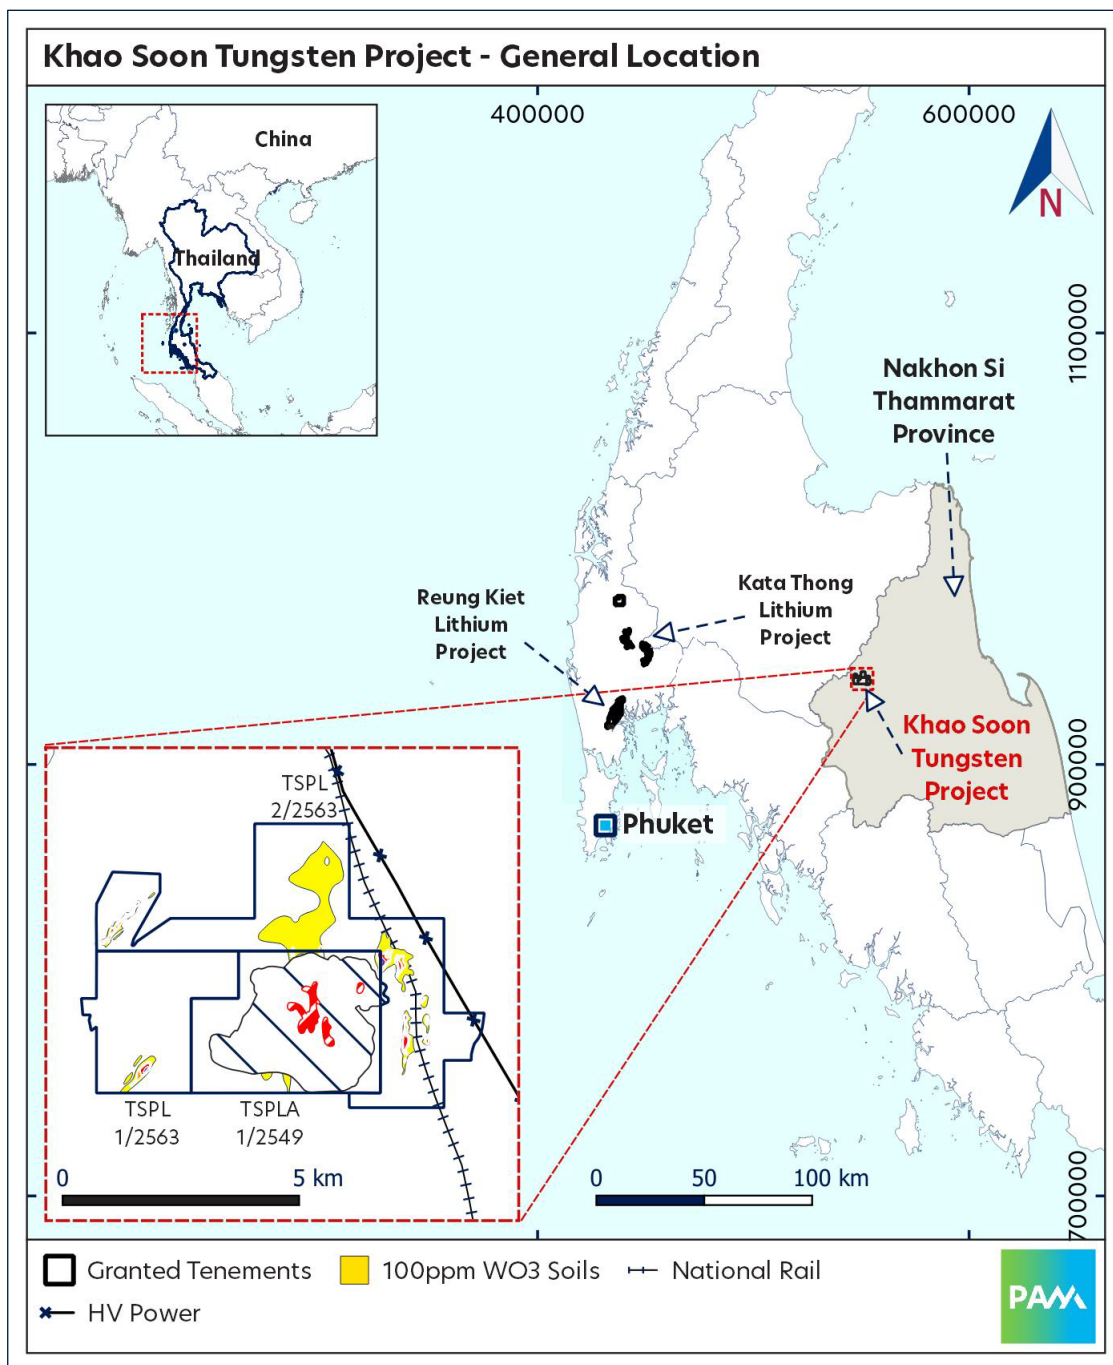 Khao Soon Tungsten Project - General Location
400000
600000
China
Thailand
N
1100000
Nakhon Si
Thammarat
Province
Kata Thong
Lithium
Project
Reung Kiet
Lithium
Project
Khao Soon
Tungsten
Project
900000
Phuket
TSPL
2/2563
TSPL
1/2563
TSPLA
1/2549
0 5 km
0 50 100 km
700000
Granted Tenements
100ppm WO3 Soils
National Rail
HV Power
PAM